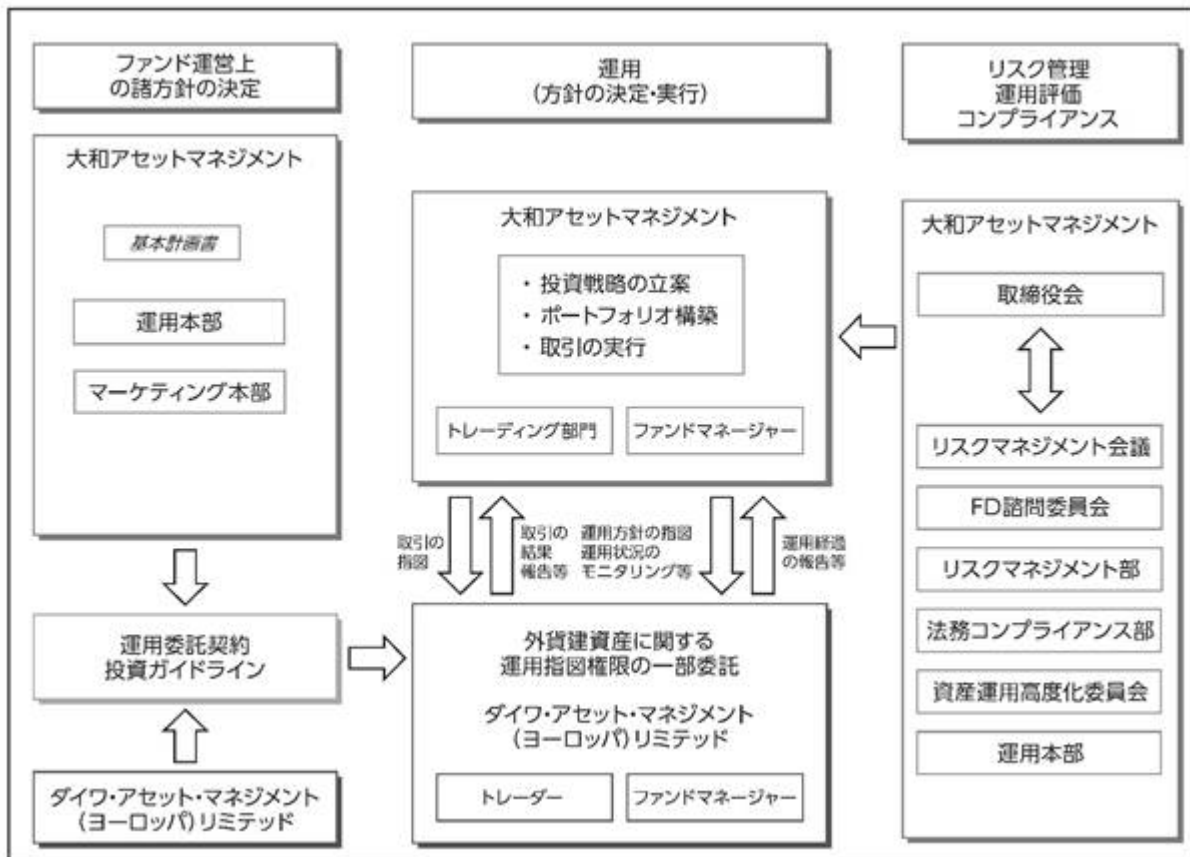 ファンド運営上
の諸方針の決定
大和アセットマネジメント
基本計画書
運用本部
マーケティング本部
運用委託契約
投資ガイドライン
ダイワ・アセット・マネジメント
(ヨーロッパ)リミテッド
運用
(方針の決定・実行)
大和アセットマネジメント
・ 投資戦略の立案
・ ポートフォリオ構築
・ 取引の実行
トレーディング部門
ファンドマネージャー
取引の
指図
取引の
結果
報告等
運用方針の指図
運用状況の
モニタリング等
運用経過
の報告等
外貨建資産に関する
運用指図権限の一部委託
ダイワ・アセット・マネジメント
(ヨーロッパ)リミテッド
トレーダー
ファンドマネージャー
リスク管理
運用評価
コンプライアンス
大和アセットマネジメント
取締役会
リスクマネジメント会議
FD諮問委員会
リスクマネジメント部
法務コンプライアンス部
資産運用高度化委員会
運用本部